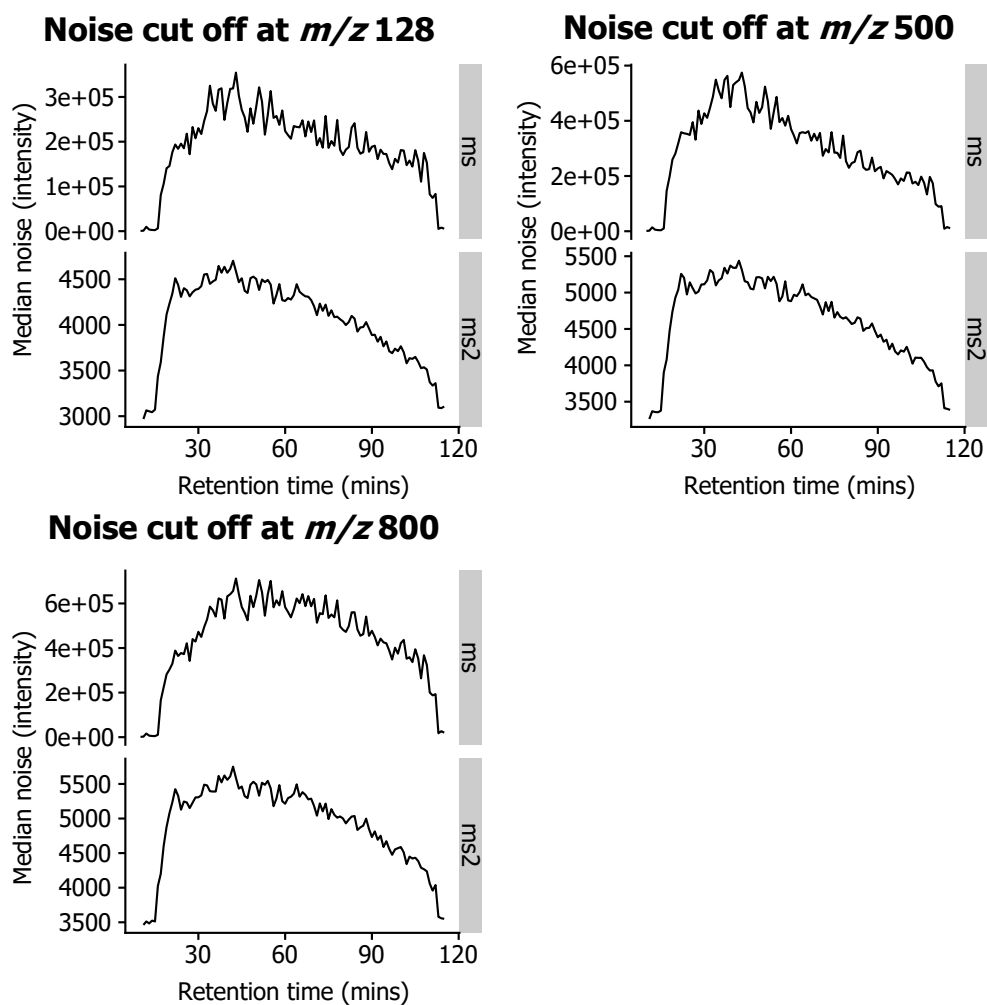 Noise cut off at m/z 128
Median noise (intensity)
3e+05
2e+05
1e+05
0e+00
ms
4500
4000
3500
3000
ms2
30 60 90 120
Retention time (mins)
Noise cut off at m/z 500
Median noise (intensity)
6e+05
4e+05
2e+05
0e+00
ms
5500
5000
4500
4000
3500
ms2
30 60 90 120
Retention time (mins)
Noise cut off at m/z 800
Median noise (intensity)
6e+05
4e+05
2e+05
0e+00
ms
5500
5000
4500
4000
3500
ms2
30 60 90 120
Retention time (mins)